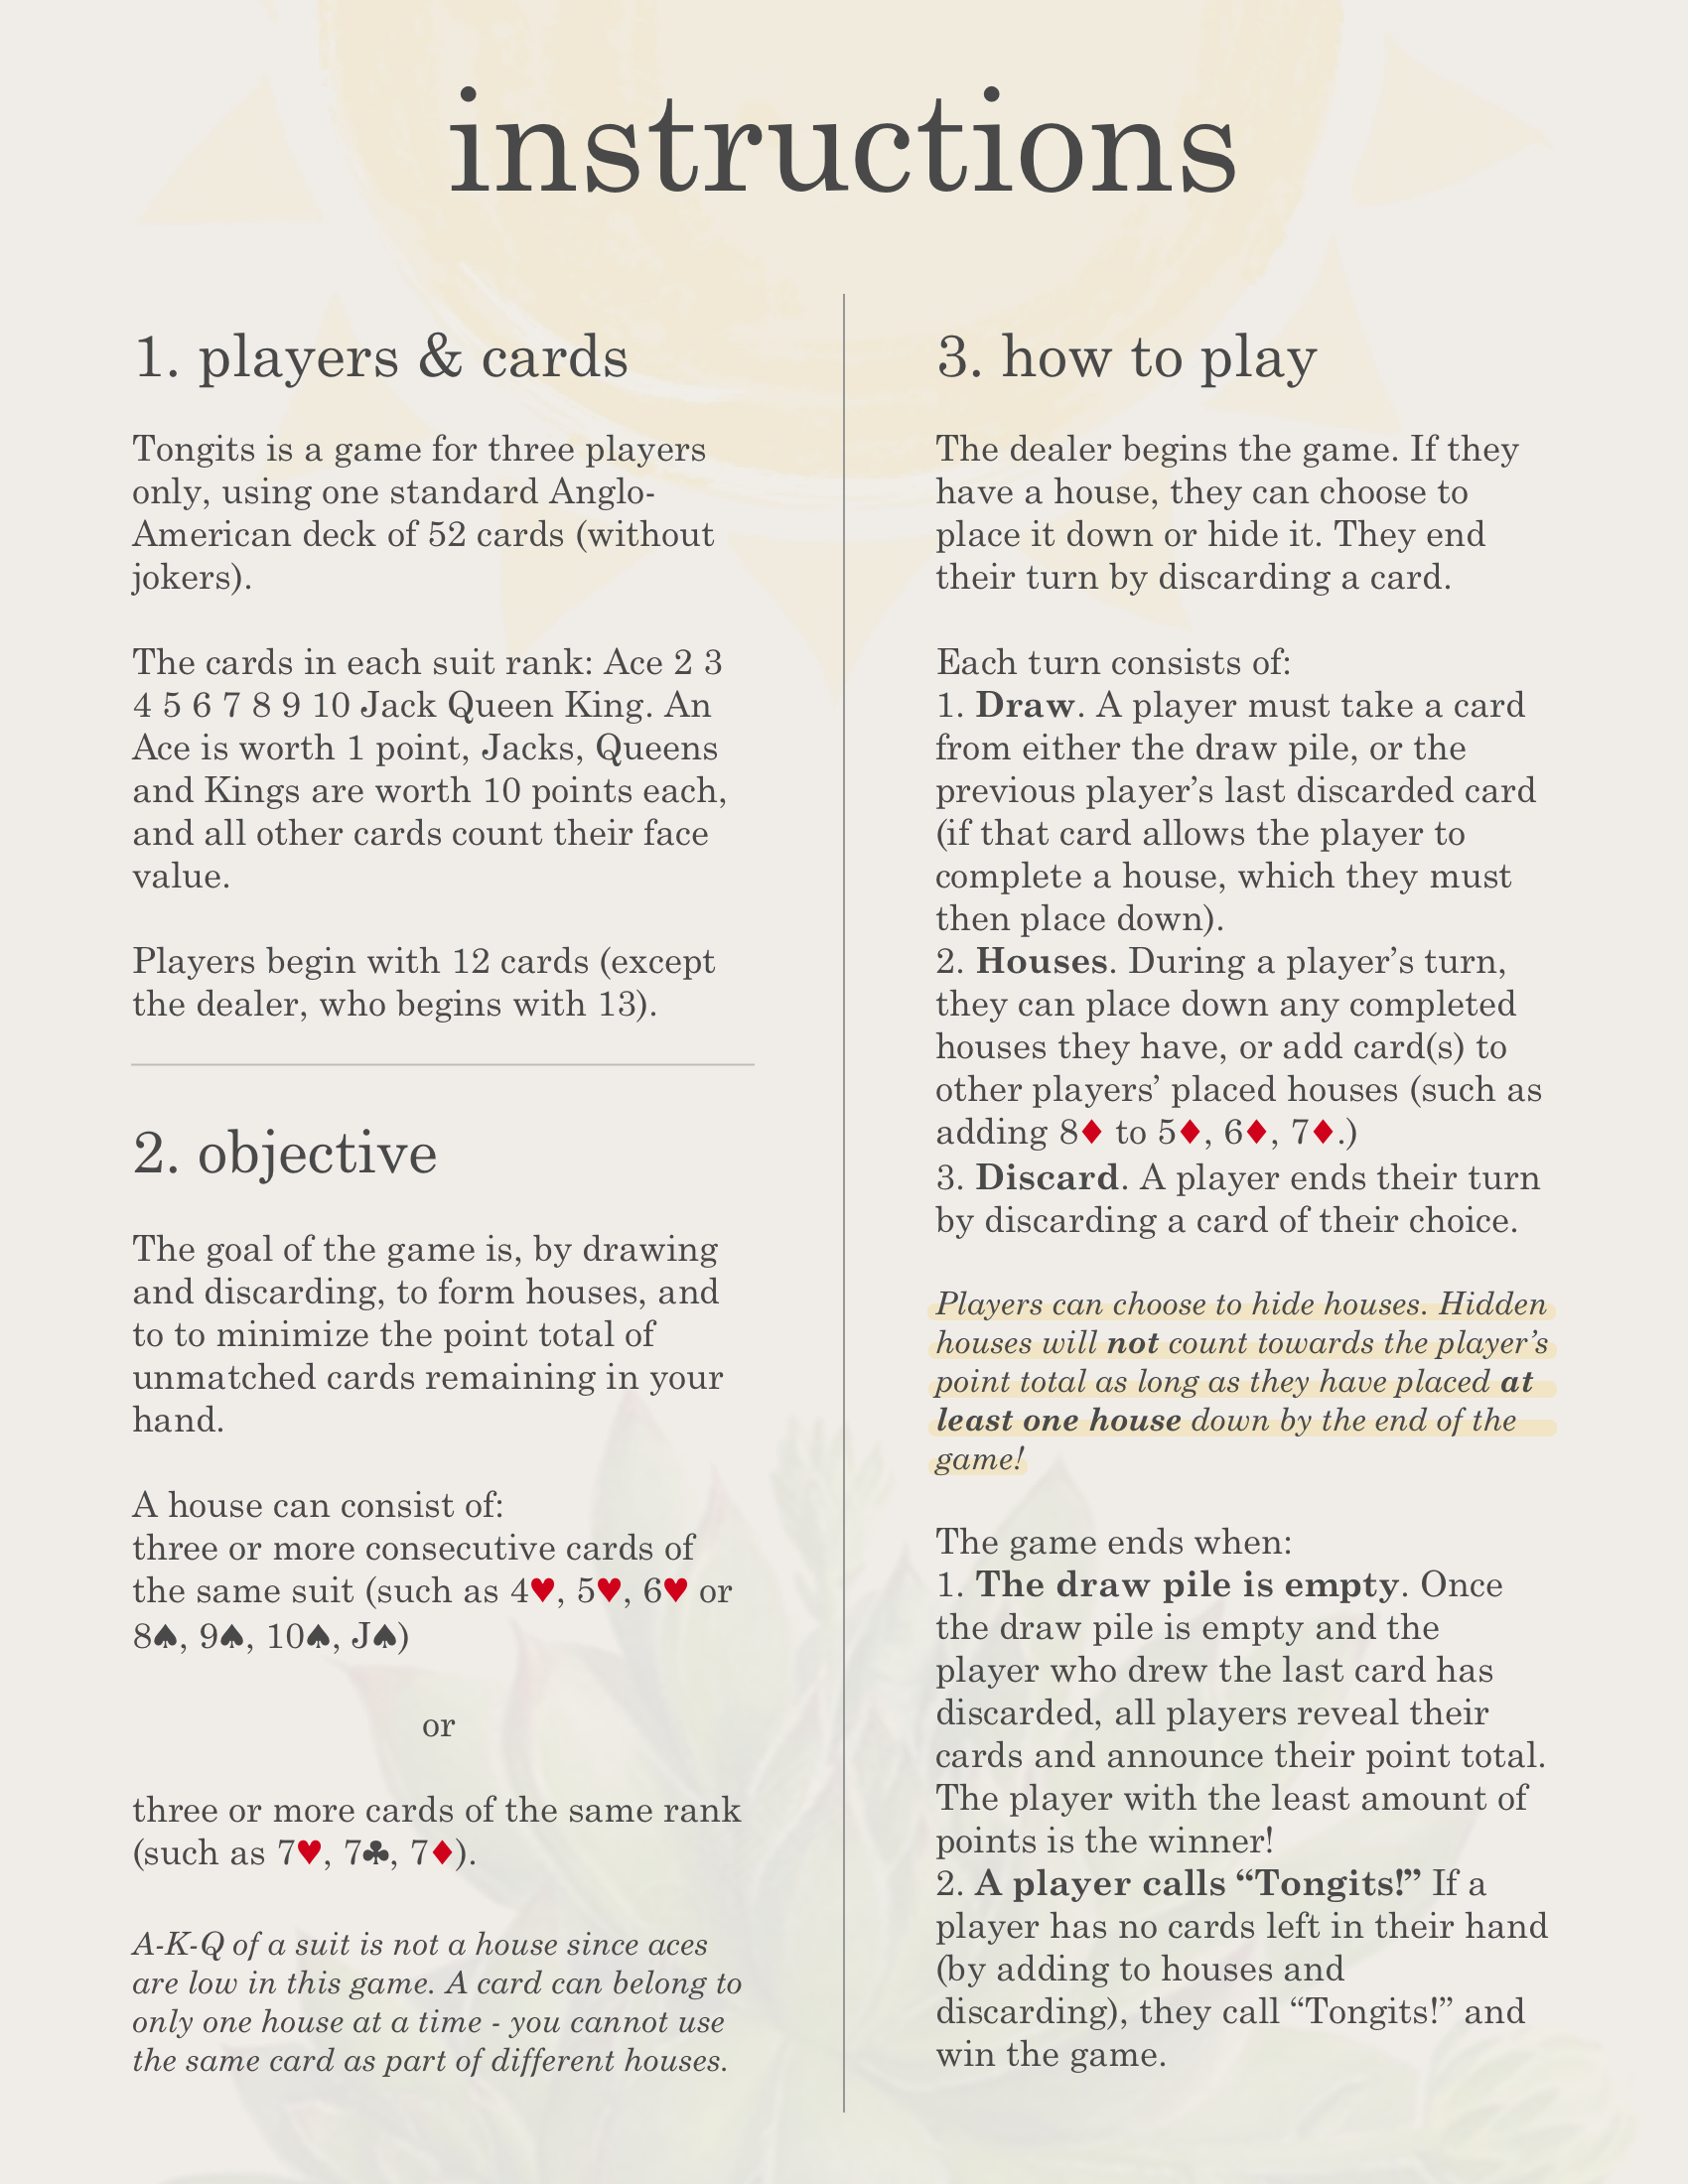 instructions
1. players & cards
Tongits is a game for three players
only, using one standard Anglo-
American deck of 52 cards (without
jokers).
The cards in each suit rank: Ace 2 3
4 5 6 7 8 9 10 Jack Queen King. An
Ace is worth 1 point, Jacks, Queens
and Kings are worth 10 points each,
and all other cards count their face
value.
Players begin with 12 cards (except
the dealer, who begins with 13).
2. objective
The goal of the game is, by drawing
and discarding, to form houses, and
to to minimize the point total of
unmatched cards remaining in your
hand.
A house can consist of:
three or more consecutive cards of
the same suit (such as 4♥, 5♥, 6♥ or
8♠, 9♠, 10♠, J♠)
or
three or more cards of the same rank
(such as 7♥, 7♣, 7♦).
A-K-Q of a suit is not a house since aces
are low in this game. A card can belong to
only one house at a time - you cannot use
the same card as part of different houses.
3. how to play
The dealer begins the game. If they
have a house, they can choose to
place it down or hide it. They end
their turn by discarding a card.
Each turn consists of:
1. Draw. A player must take a card
from either the draw pile, or the
previous player’s last discarded card
(if that card allows the player to
complete a house, which they must
then place down).
2. Houses. During a player’s turn,
they can place down any completed
houses they have, or add card(s) to
other players’ placed houses (such as
adding 8♦ to 5♦, 6♦, 7♦.)
3. Discard. A player ends their turn
by discarding a card of their choice.
Players can choose to hide houses. Hidden
houses will not count towards the player’s
point total as long as they have placed at
least one house down by the end of the
game!
The game ends when:
1. The draw pile is empty. Once
the draw pile is empty and the
player who drew the last card has
discarded, all players reveal their
cards and announce their point total.
The player with the least amount of
points is the winner!
2. A player calls “Tongits!” If a
player has no cards left in their hand
(by adding to houses and
discarding), they call “Tongits!” and
win the game.